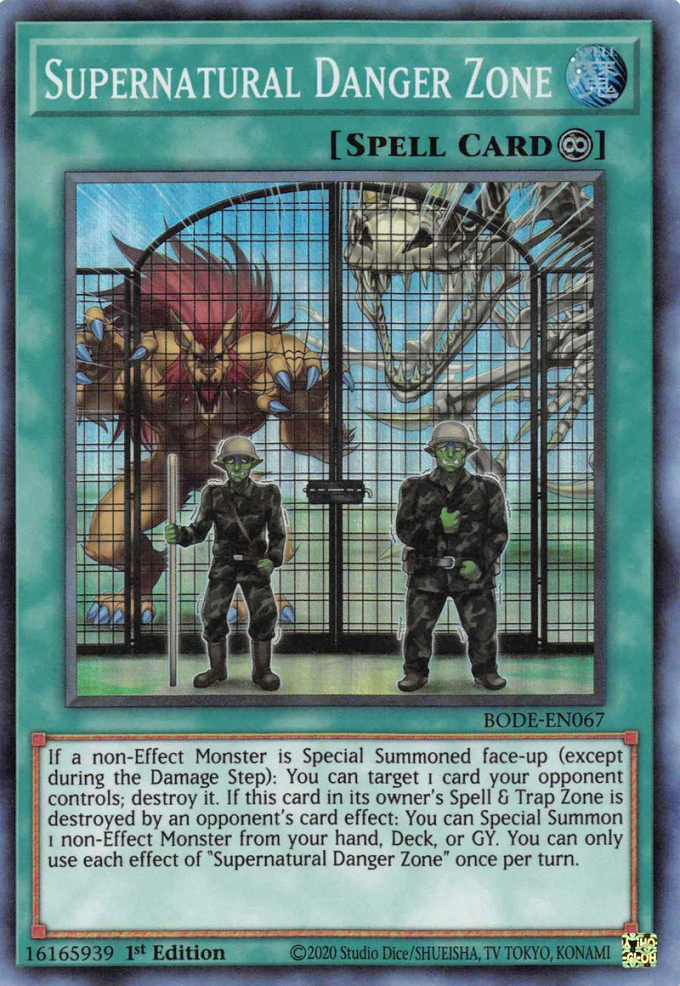 SUPERNATURAL DANGER ZONE
SPELL
魔
[SPELL CARD♾]
BODE-EN067
If a non-Effect Monster is Special Summoned face-up (except
during the Damage Step): You can target 1 card your opponent
controls; destroy it. If this card in its owner's Spell & Trap Zone is
destroyed by an opponent's card effect: You can Special Summon
1 non-Effect Monster from your hand, Deck, or GY. You can only
use each effect of "Supernatural Danger Zone" once per turn.
16165939 1st Edition ©2020 Studio Dice/SHUEISHA, TV TOKYO, KONAMI